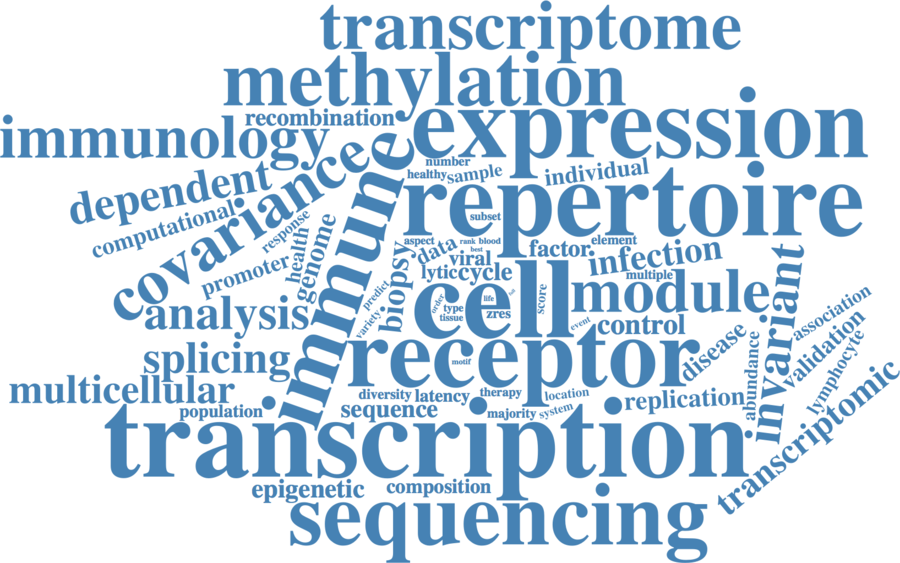 transcriptome
methylation
recombination
expression
immunology
covariance
immune
number
healthy
sample
individual
dependent
repertoire
computational
response
subset
health
genome
promoter
aspect
rank
blood
best
element
data
factor
biopsy
viral
infection
lytic
cycle
multiple
predict
cell
module
invariant
order
life
score
type
tissue
zres
variety
analysis
event
control
association
validation
disease
splicing
receptor
motif
abundance
lymphocyte
multicellular
diversity
latency
therapy
location
replication
transcriptomic
population
sequence
majority
system
transcription
epigenetic
composition
sequencing